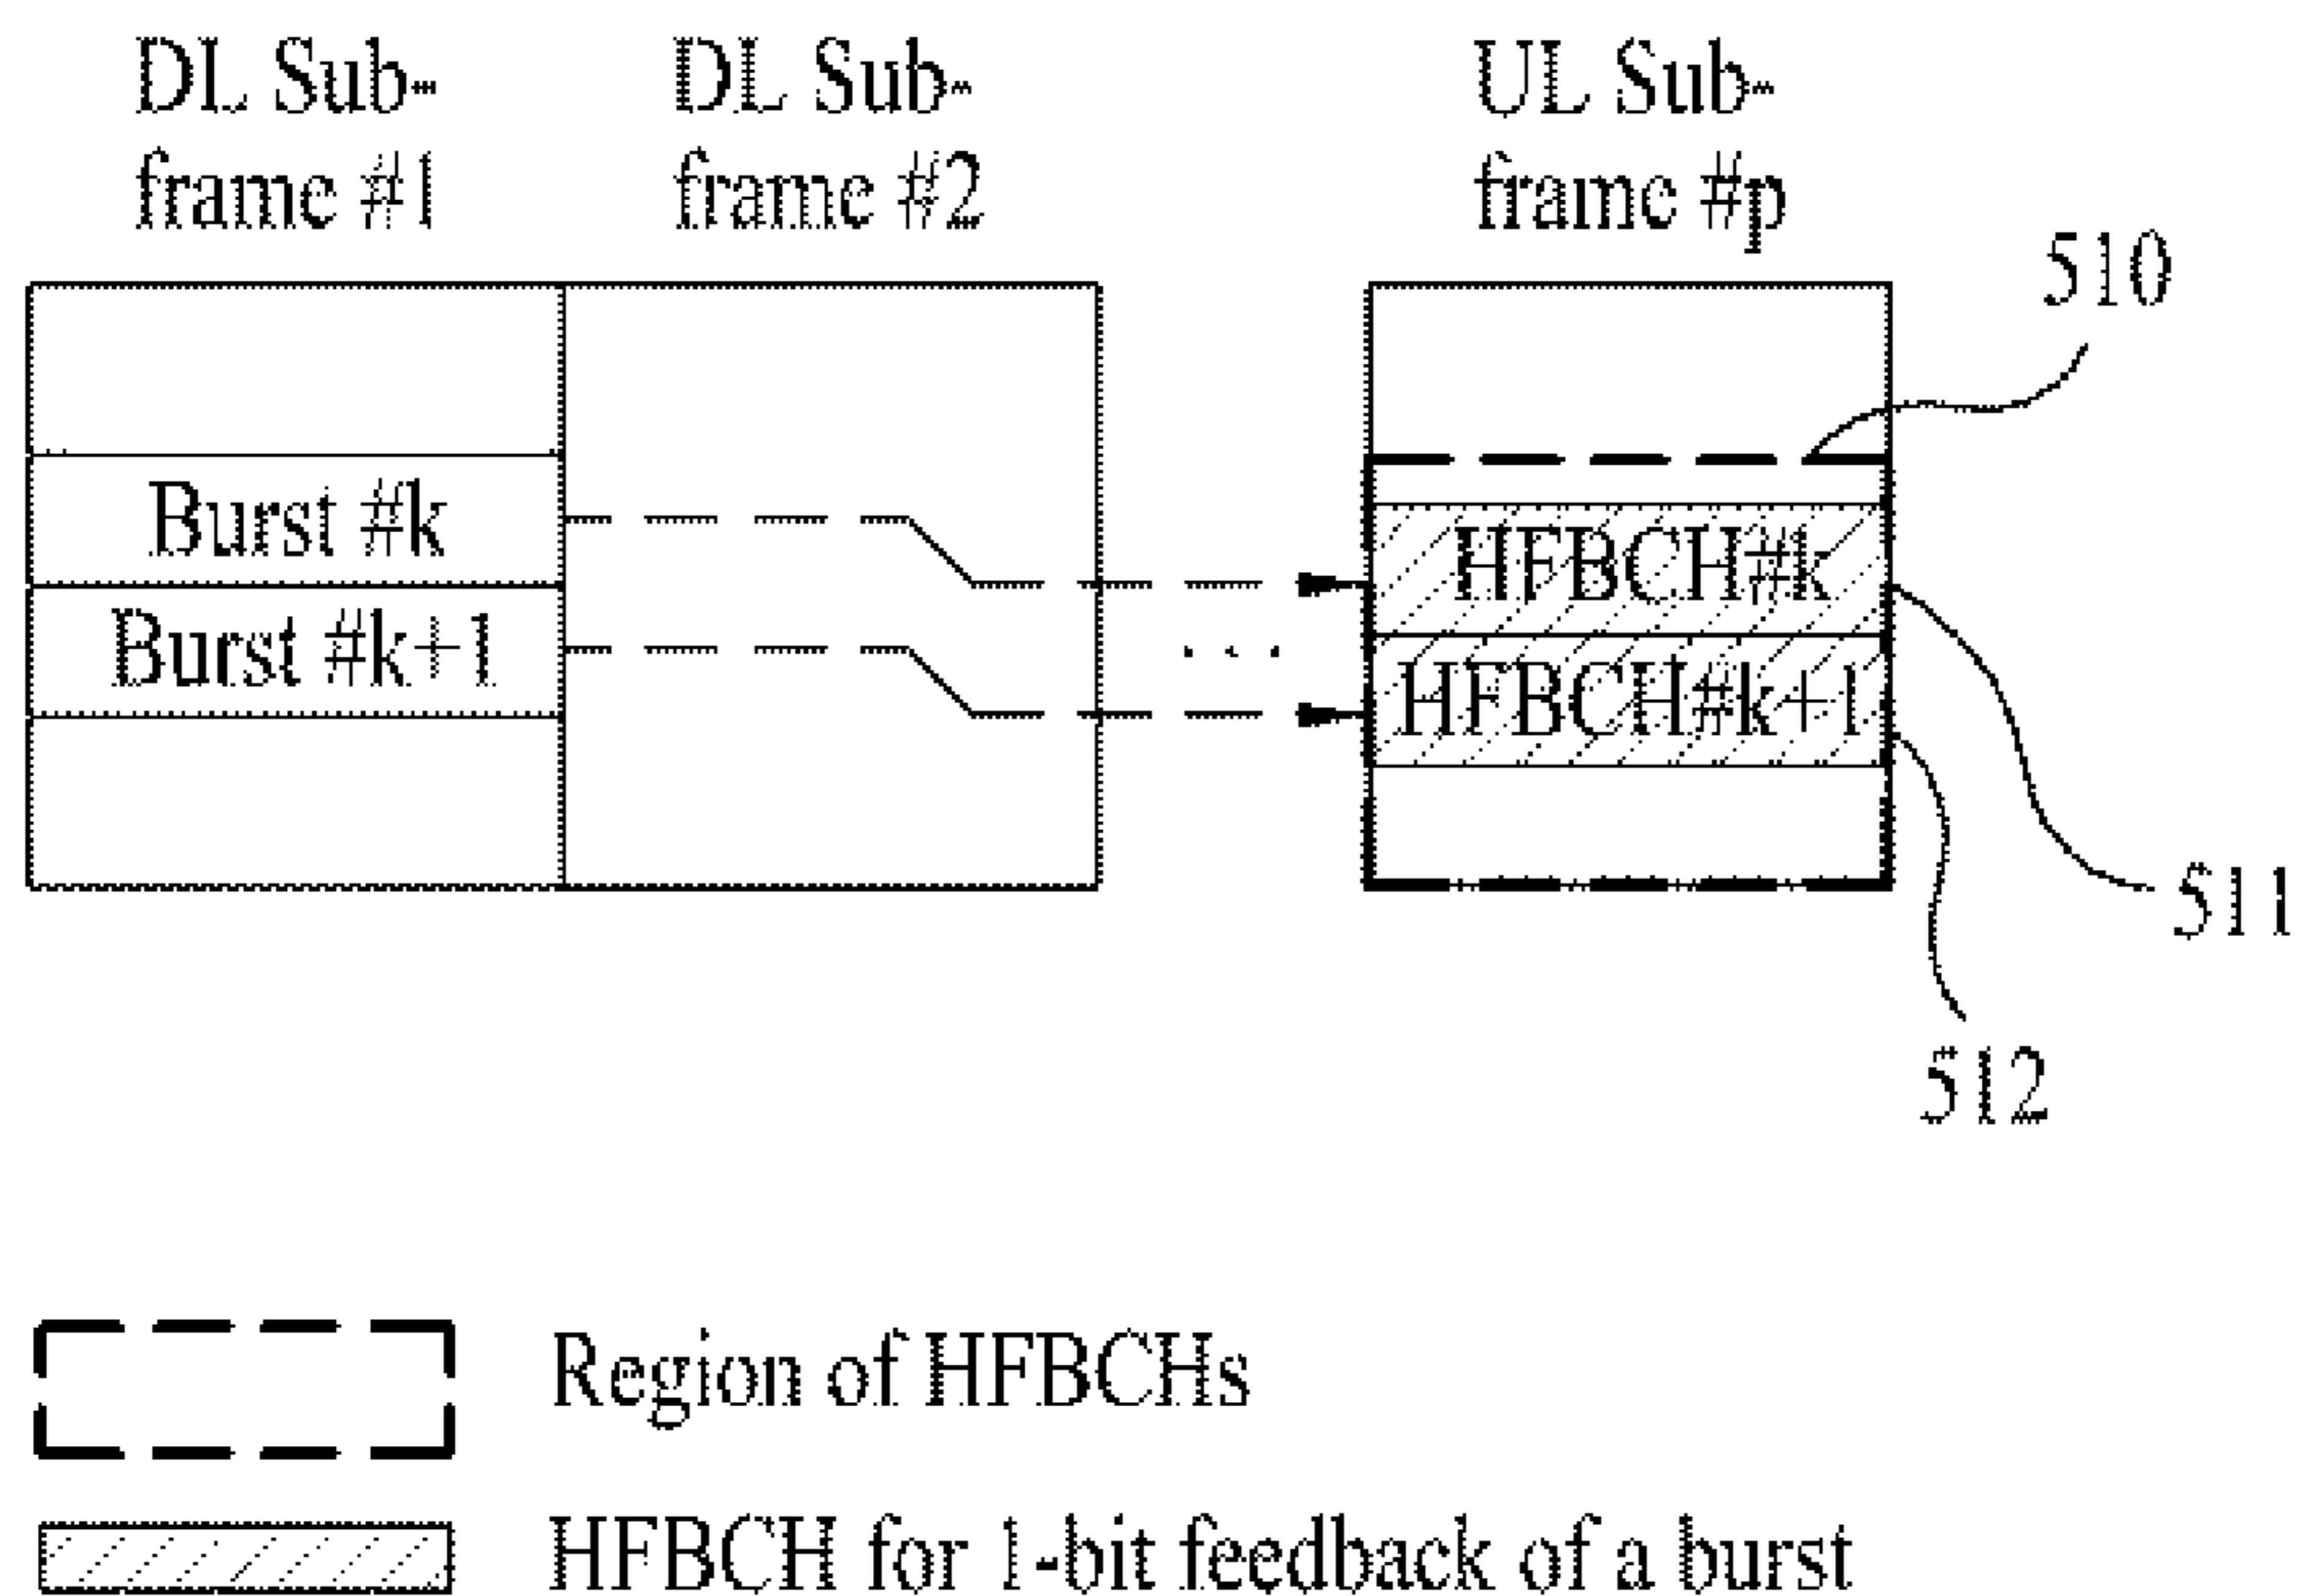 DL Sub-
frame #1
DL Sub-
frame #2
UL Sub-
frame #p
510
Burst #k
HFBCH#k
Burst #k+1
HFBCH#k+1
511
512
Region of HFBCHs
HFBCH for 1-bit feedback of a burst